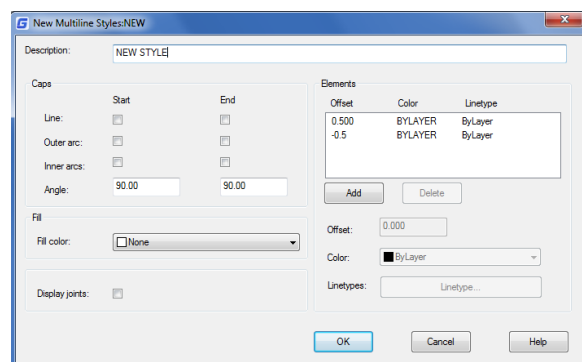 New Multiline Styles:NEW
Description: NEW STYLE
Caps
Start End
Line:
Outer arc:
Inner arcs:
Angle: 90.00 90.00
Fill
Fill color: None
Display joints:
Elements
Offset Color Linetype
0.500 BYLAYER ByLayer
-0.5 BYLAYER ByLayer
Add Delete
Offset: 0.000
Color: ByLayer
Linetypes: Linetype...
OK Cancel Help